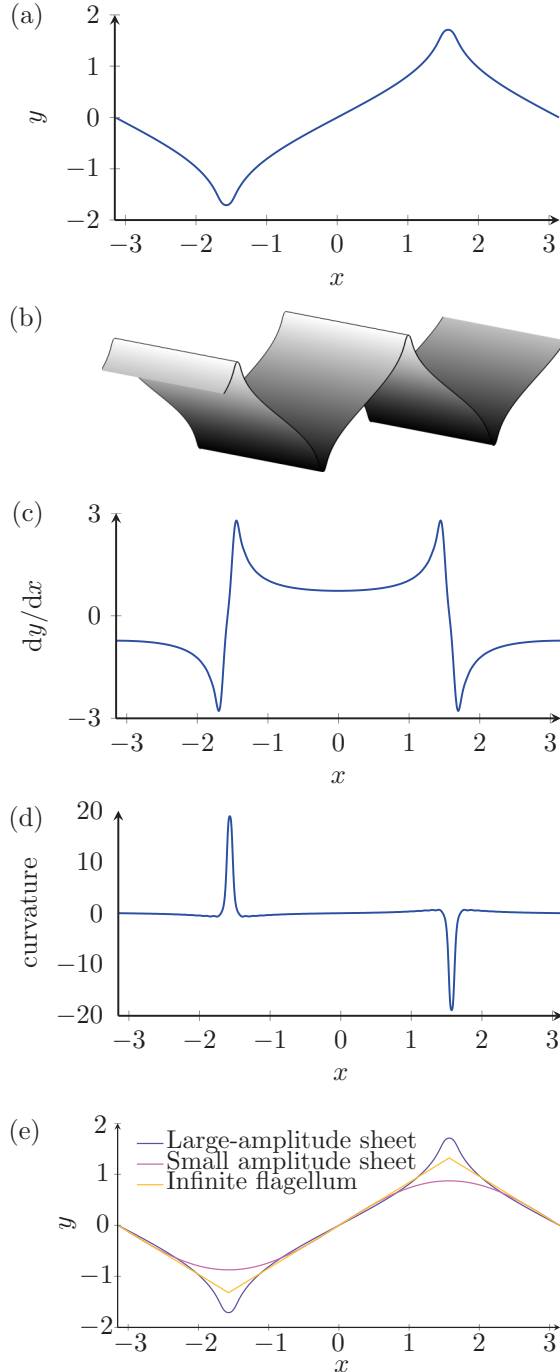 (a)
2
1
0
−1
−2
y
−3 −2 −1 0 1 2 3
x
(b)
(c)
3
0
−3
dy/dx
−3 −2 −1 0 1 2 3
x
(d)
20
10
0
−10
−20
curvature
−3 −2 −1 0 1 2 3
x
(e)
2
1
0
−1
−2
y
Large-amplitude sheet
Small amplitude sheet
Infinite flagellum
−3 −2 −1 0 1 2 3
x